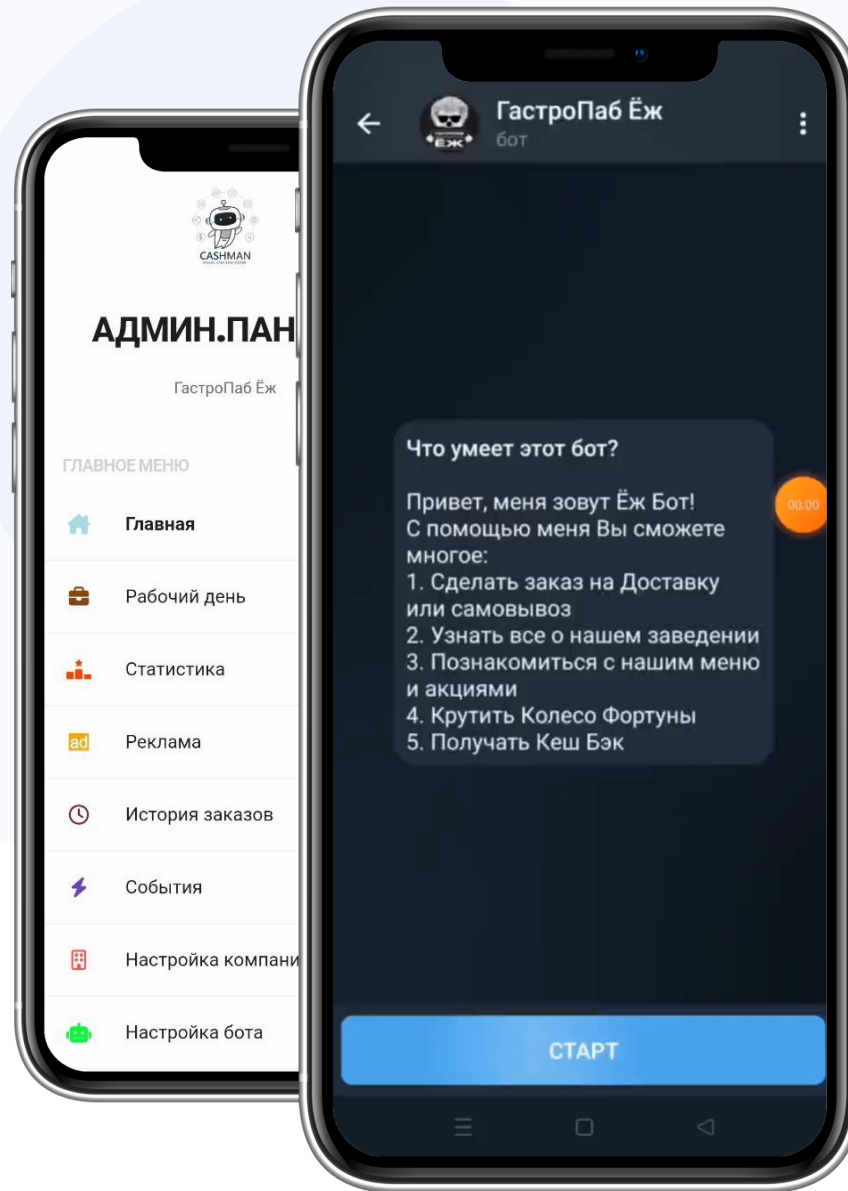 CASHMAN
АДМИН.ПАН
ГастроПаб Ёж
ГЛАВНОЕ МЕНЮ
Главная
Рабочий день
Статистика
ad
Реклама
История заказов
События
Настройка компани
Настройка бота
ЁЖ
ГастроПаб Ёж
бот
Что умеет этот бот?
Привет, меня зовут Ёж Бот!
С помощью меня Вы сможете
многое:
1. Сделать заказ на Доставку
или самовывоз
2. Узнать все о нашем заведении
3. Познакомиться с нашим меню
и акциями
4. Крутить Колесо Фортуны
5. Получать Кеш Бэк
00:00
СТАРТ